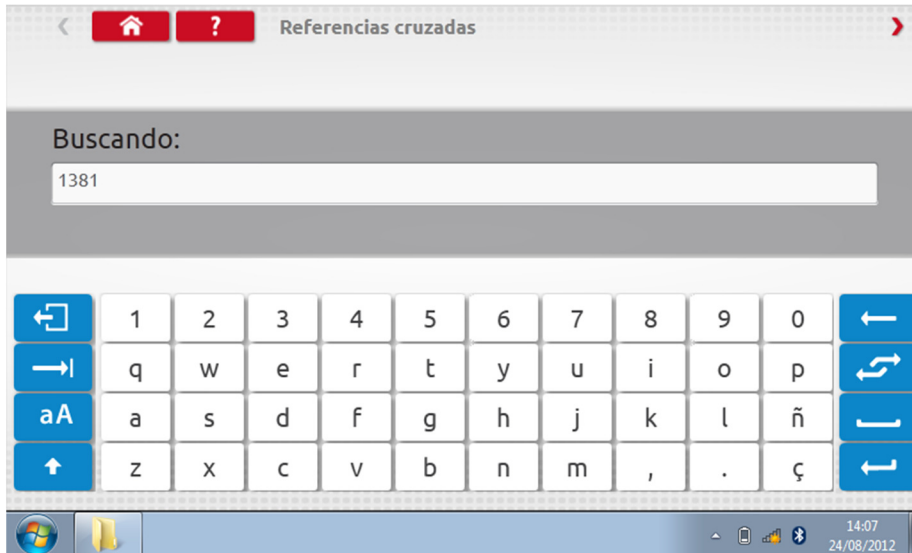 ? Referencias cruzadas
Buscando:
1381
1 2 3 4 5 6 7 8 9 0
q w e r t y u i o p
aA a s d f g h j k l ñ
z x c v b n m , . ç
14:07
24/08/2012